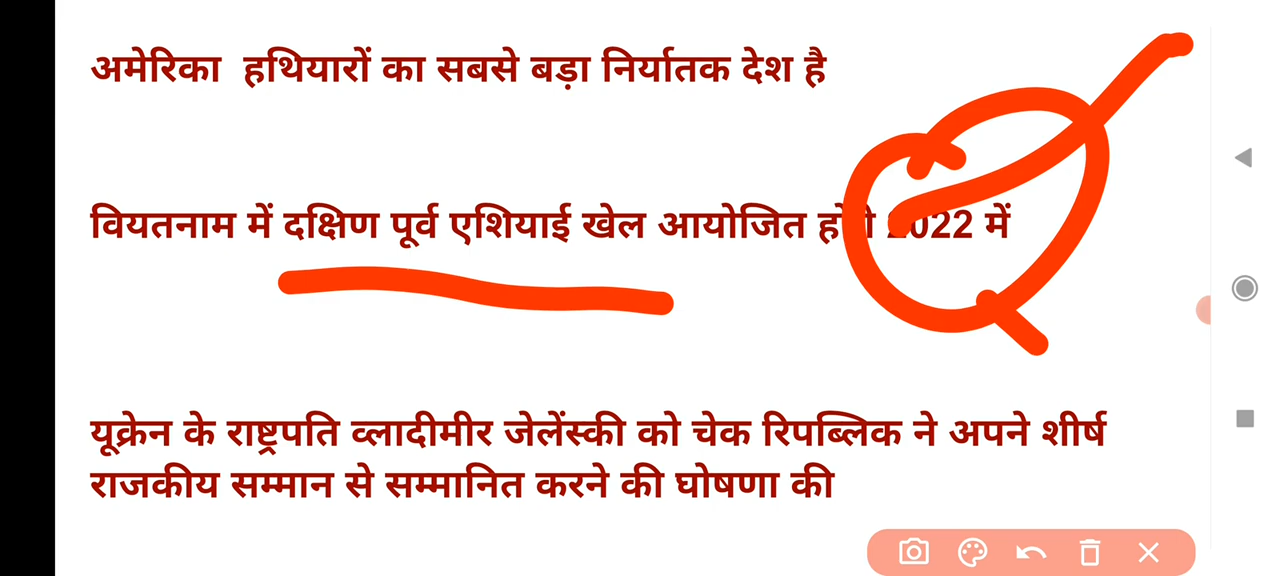 अमेरिका हथियारों का सबसे बड़ा निर्यातक देश है
वियतनाम में दक्षिण पूर्व एशियाई खेल आयोजित 2022 में
यूक्रेन के राष्ट्रपति व्लादीमीर जेलेंस्की को चेक रिपब्लिक ने अपने शीर्ष
राजकीय सम्मान से सम्मानित करने की घोषणा की